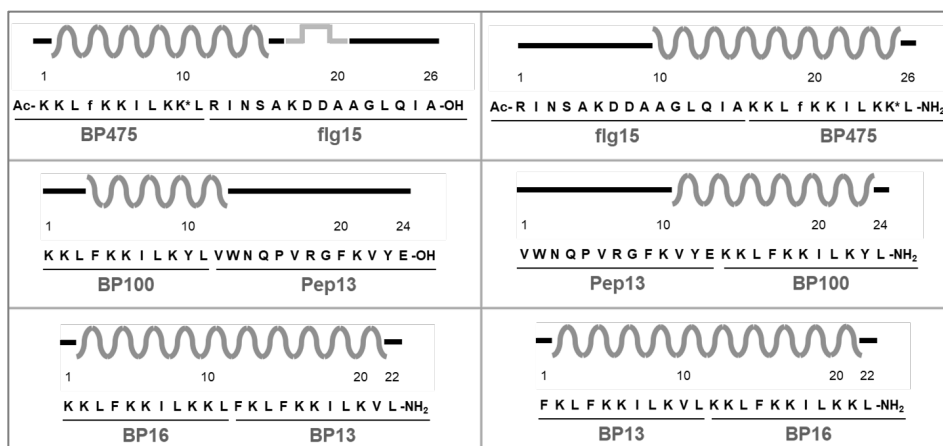 1 10 20 26
Ac- K K L f K K I L K K* L R I N S A K D D A A G L Q I A -OH
BP475 flg15
1 10 20 26
Ac- R I N S A K D D A A G L Q I A K K L f K K I L K K* L -NH₂
flg15 BP475
1 10 20 24
K K L F K K I L K Y L V W N Q P V R G F K V Y E -OH
BP100 Pep13
1 10 20 24
V W N Q P V R G F K V Y E K K L F K K I L K Y L -NH₂
Pep13 BP100
1 10 20 22
K K L F K K I L K K L F K L F K K I L K V L -NH₂
BP16 BP13
1 10 20 22
F K L F K K I L K V L K K L F K K I L K K L -NH₂
BP13 BP16